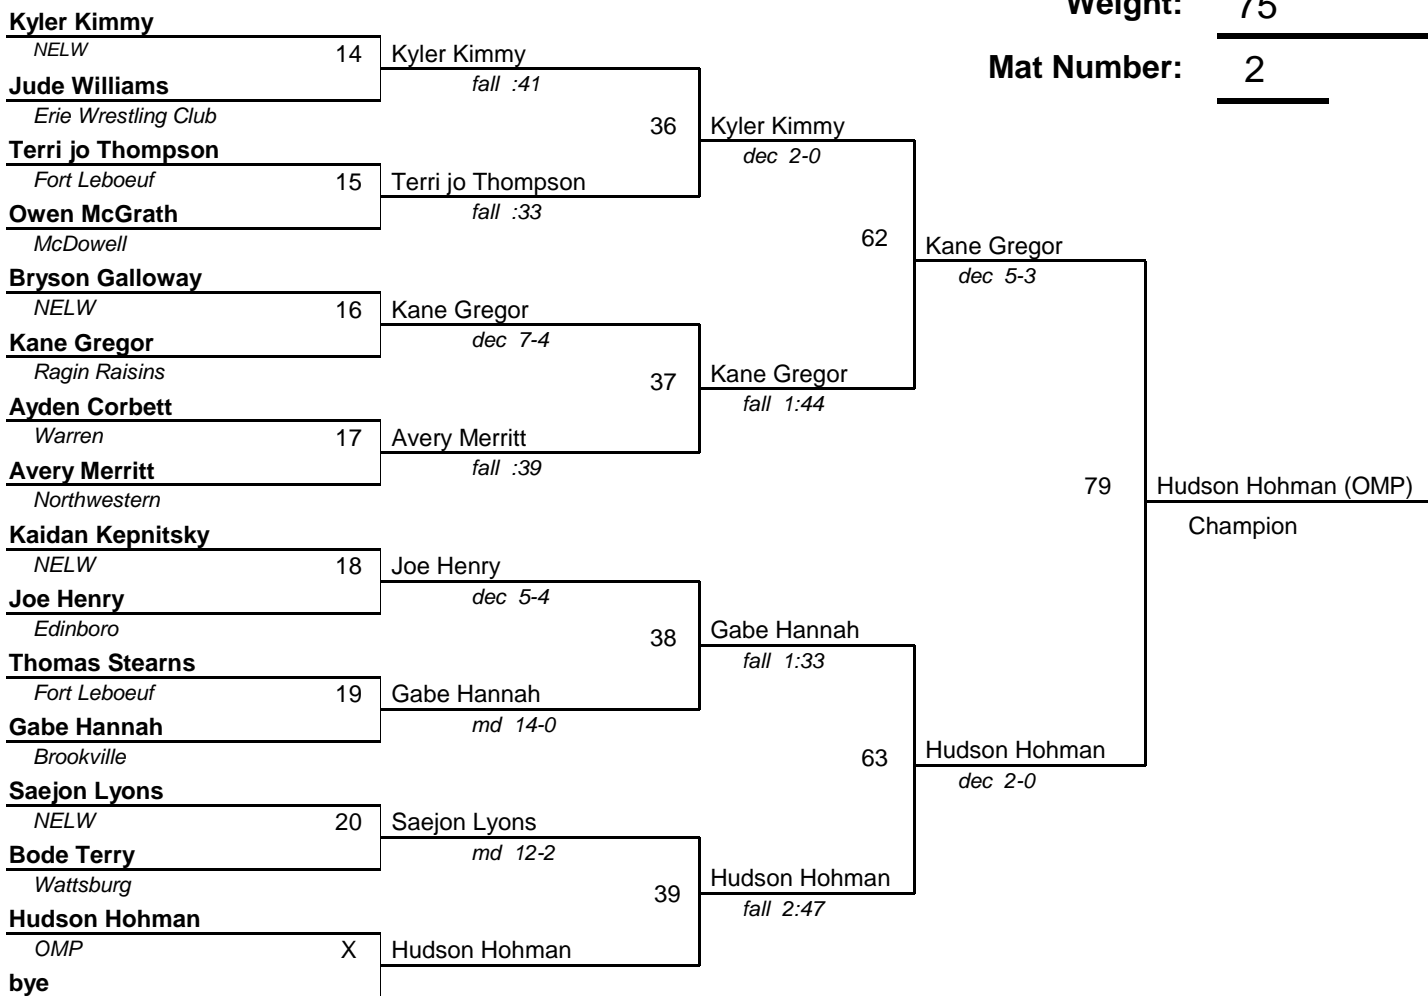 Weight: 75
Mat Number: 2
Kyler Kimmy
NELW
14
Jude Williams
Erie Wrestling Club
Terri jo Thompson
Fort Leboeuf
15
Owen McGrath
McDowell
Bryson Galloway
NELW
16
Kane Gregor
Ragin Raisins
Ayden Corbett
Warren
17
Avery Merritt
Northwestern
Kaidan Kepnitsky
NELW
18
Joe Henry
Edinboro
Thomas Stearns
Fort Leboeuf
19
Gabe Hannah
Brookville
Saejon Lyons
NELW
20
Bode Terry
Wattsburg
Hudson Hohman
OMP
X
bye
Kyler Kimmy
fall :41
36
Terri jo Thompson
fall :33
Kane Gregor
dec 7-4
37
Avery Merritt
fall :39
Joe Henry
dec 5-4
38
Gabe Hannah
md 14-0
Saejon Lyons
md 12-2
39
Hudson Hohman
Kyler Kimmy
dec 2-0
62
Kane Gregor
fall 1:44
Gabe Hannah
fall 1:33
63
Hudson Hohman
fall 2:47
Kane Gregor
dec 5-3
79
Hudson Hohman
dec 2-0
Hudson Hohman (OMP)
Champion